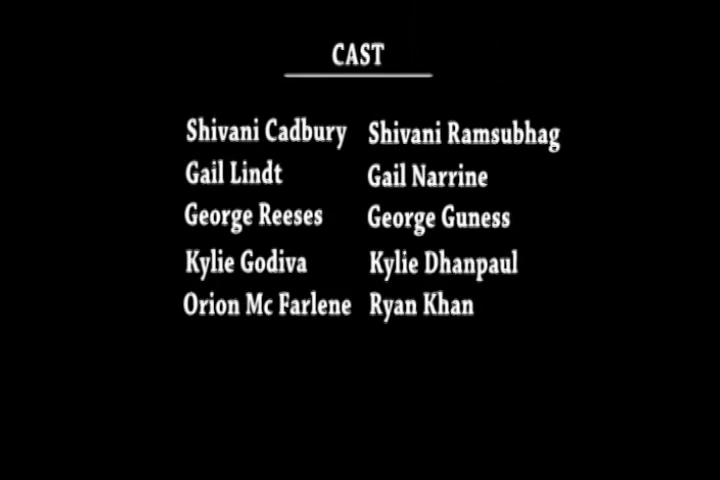 CAST
Shivani Cadbury Shivani Ramsubhag
Gail Lindt Gail Narrine
George Reeses George Guness
Kylie Godiva Kylie Dhanpaul
Orion Mc Farlene Ryan Khan